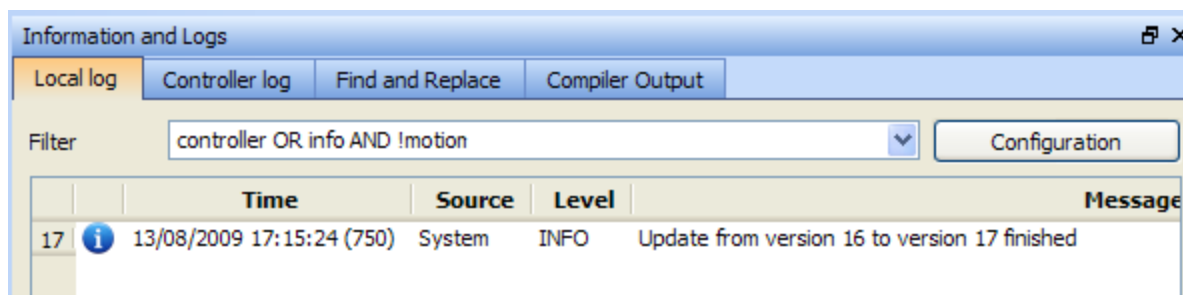 Information and Logs
Local log Controller log Find and Replace Compiler Output
Filter controller OR info AND !motion Configuration
Time Source Level Message
17 13/08/2009 17:15:24 (750) System INFO Update from version 16 to version 17 finished